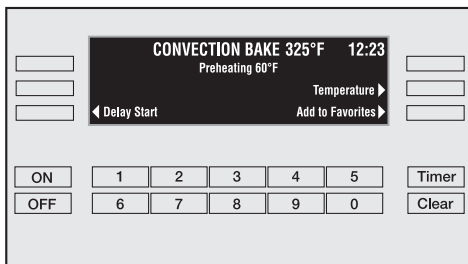 CONVECTION BAKE 325°F 12:23
Preheating 60°F
Temperature
Delay Start Add to Favorites
ON 1 2 3 4 5 Timer
OFF 6 7 8 9 0 Clear